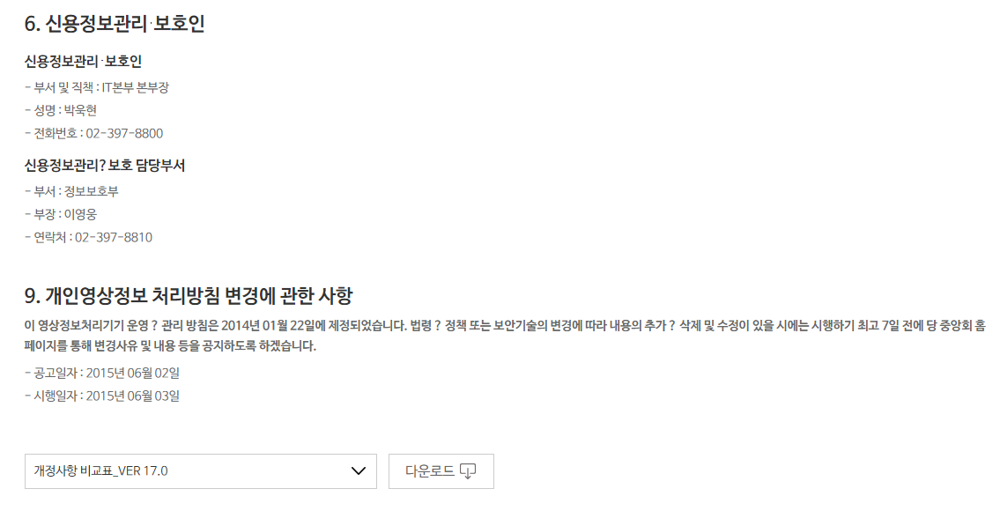 6. 신용정보관리·보호인
신용정보관리·보호인
- 부서 및 직책 : IT본부 본부장
- 성명 : 박욱현
- 전화번호 : 02-397-8800
신용정보관리?보호 담당부서
- 부서 : 정보보호부
- 부장 : 이영웅
- 연락처 : 02-397-8810
9. 개인영상정보 처리방침 변경에 관한 사항
이 영상정보처리기기 운영 ? 관리 방침은 2014년 01월 22일에 제정되었습니다. 법령 ? 정책 또는 보안기술의 변경에 따라 내용의 추가 ? 삭제 및 수정이 있을 시에는 시행하기 최고 7일 전에 당 중앙회 홈
페이지를 통해 변경사유 및 내용 등을 공지하도록 하겠습니다.
- 공고일자 : 2015년 06월 02일
- 시행일자 : 2015년 06월 03일
개정사항 비교표_VER 17.0
다운로드